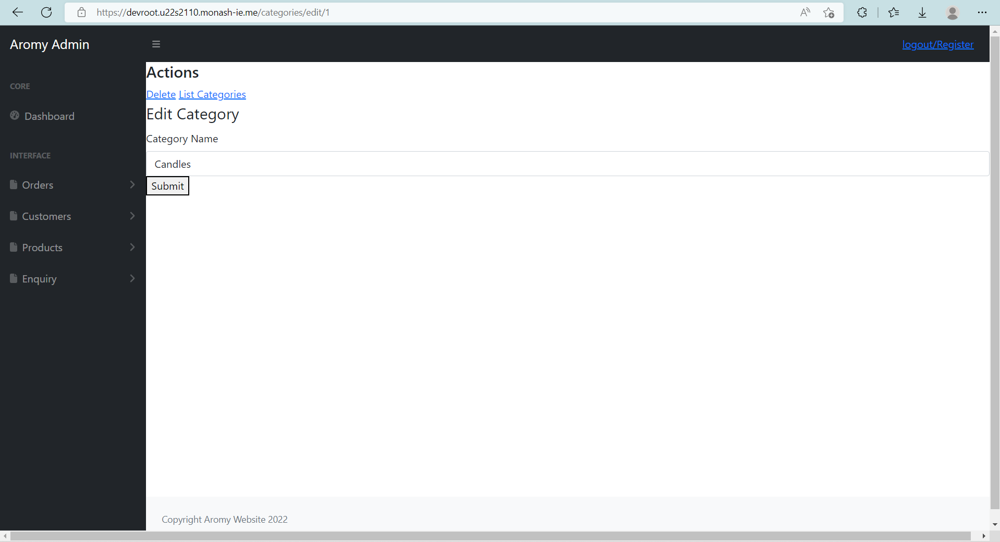 https://devroot.u22s2110.monash-ie.me/categories/edit/1
Aromy Admin
logout/Register
CORE
Dashboard
INTERFACE
Orders
Customers
Products
Enquiry
Actions
Delete List Categories
Edit Category
Category Name
Candles
Submit
Copyright Aromy Website 2022